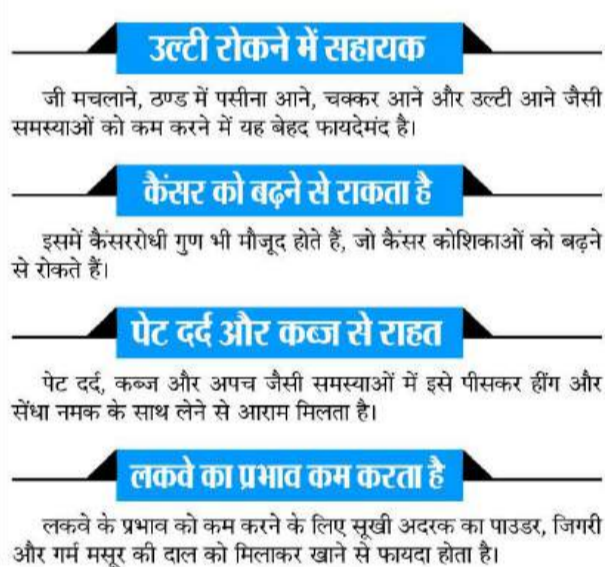 उल्टी रोकने में सहायक
जी मचलाने, ठण्ड में पसीना आने, चक्कर आने और उल्टी आने जैसी
समस्याओं को कम करने में यह बेहद फायदेमंद है।
कैंसर को बढ़ने से राकता है
इसमें कैंसररोधी गुण भी मौजूद होते हैं, जो कैंसर कोशिकाओं को बढ़ने
से रोकते हैं।
पेट दर्द और कब्ज से राहत
पेट दर्द, कब्ज और अपच जैसी समस्याओं में इसे पीसकर हींग और
सेंधा नमक के साथ लेने से आराम मिलता है।
लकवे का प्रभाव कम करता है
लकवे के प्रभाव को कम करने के लिए सूखी अदरक का पाउडर, जिगरी
और गर्म मसूर की दाल को मिलाकर खाने से फायदा होता है।